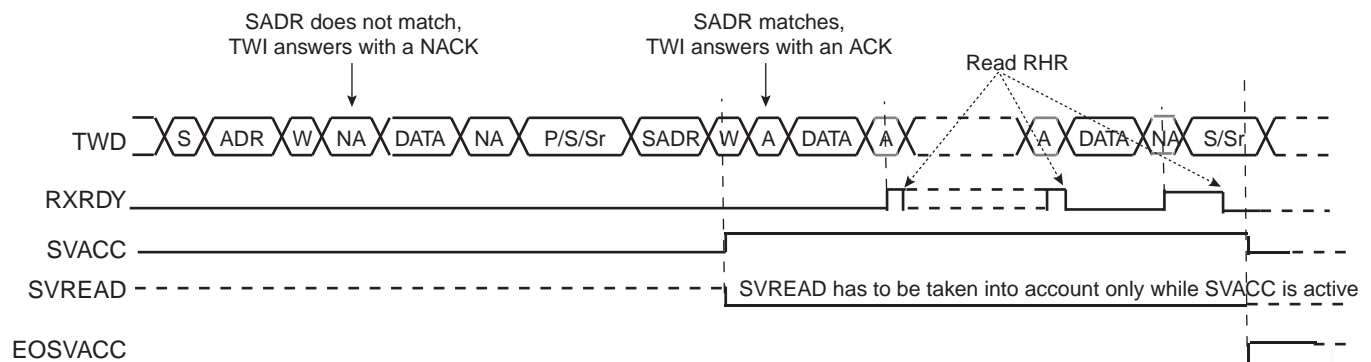 SADR does not match,
TWI answers with a NACK
SADR matches,
TWI answers with an ACK
Read RHR
TWD S ADR W NA DATA NA P/S/Sr SADR W A DATA A A DATA NA S/Sr
RXRDY
SVACC
SVREAD SVREAD has to be taken into account only while SVACC is active
EOSVACC